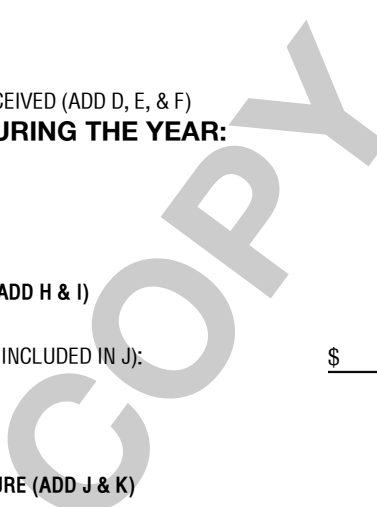 CEIVED (ADD D, E, & F)
URING THE YEAR:
ADD H & I)
INCLUDED IN J): $
URE (ADD J & K)
COPY